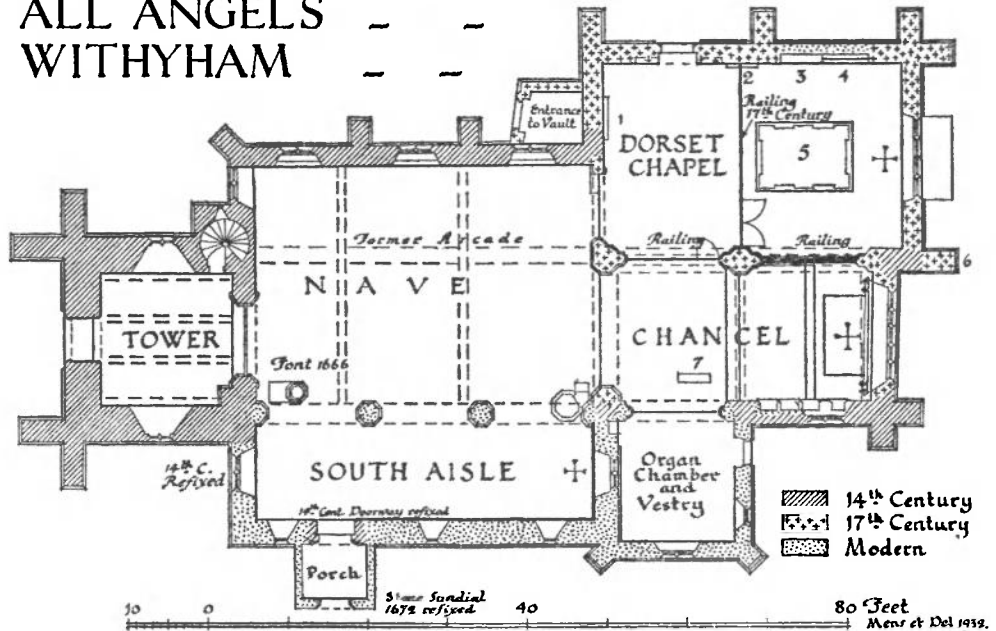 ALL ANGELS – –
WITHYHAM – –
Entrance
to Vault
1
DORSET
CHAPEL
2
3
4
Railing
17th Century
5
Former Arcade
Railing
Railing
6
NAVE
TOWER
CHANCEL
7
Font 1666
14th C.
Refixed
SOUTH AISLE
14th Cent. Doorway refixed
Organ
Chamber
and
Vestry
14th Century
17th Century
Modern
Porch
Stone Sundial
1672 refixed
10 0 40 80 Feet
Mens et Del 1932.